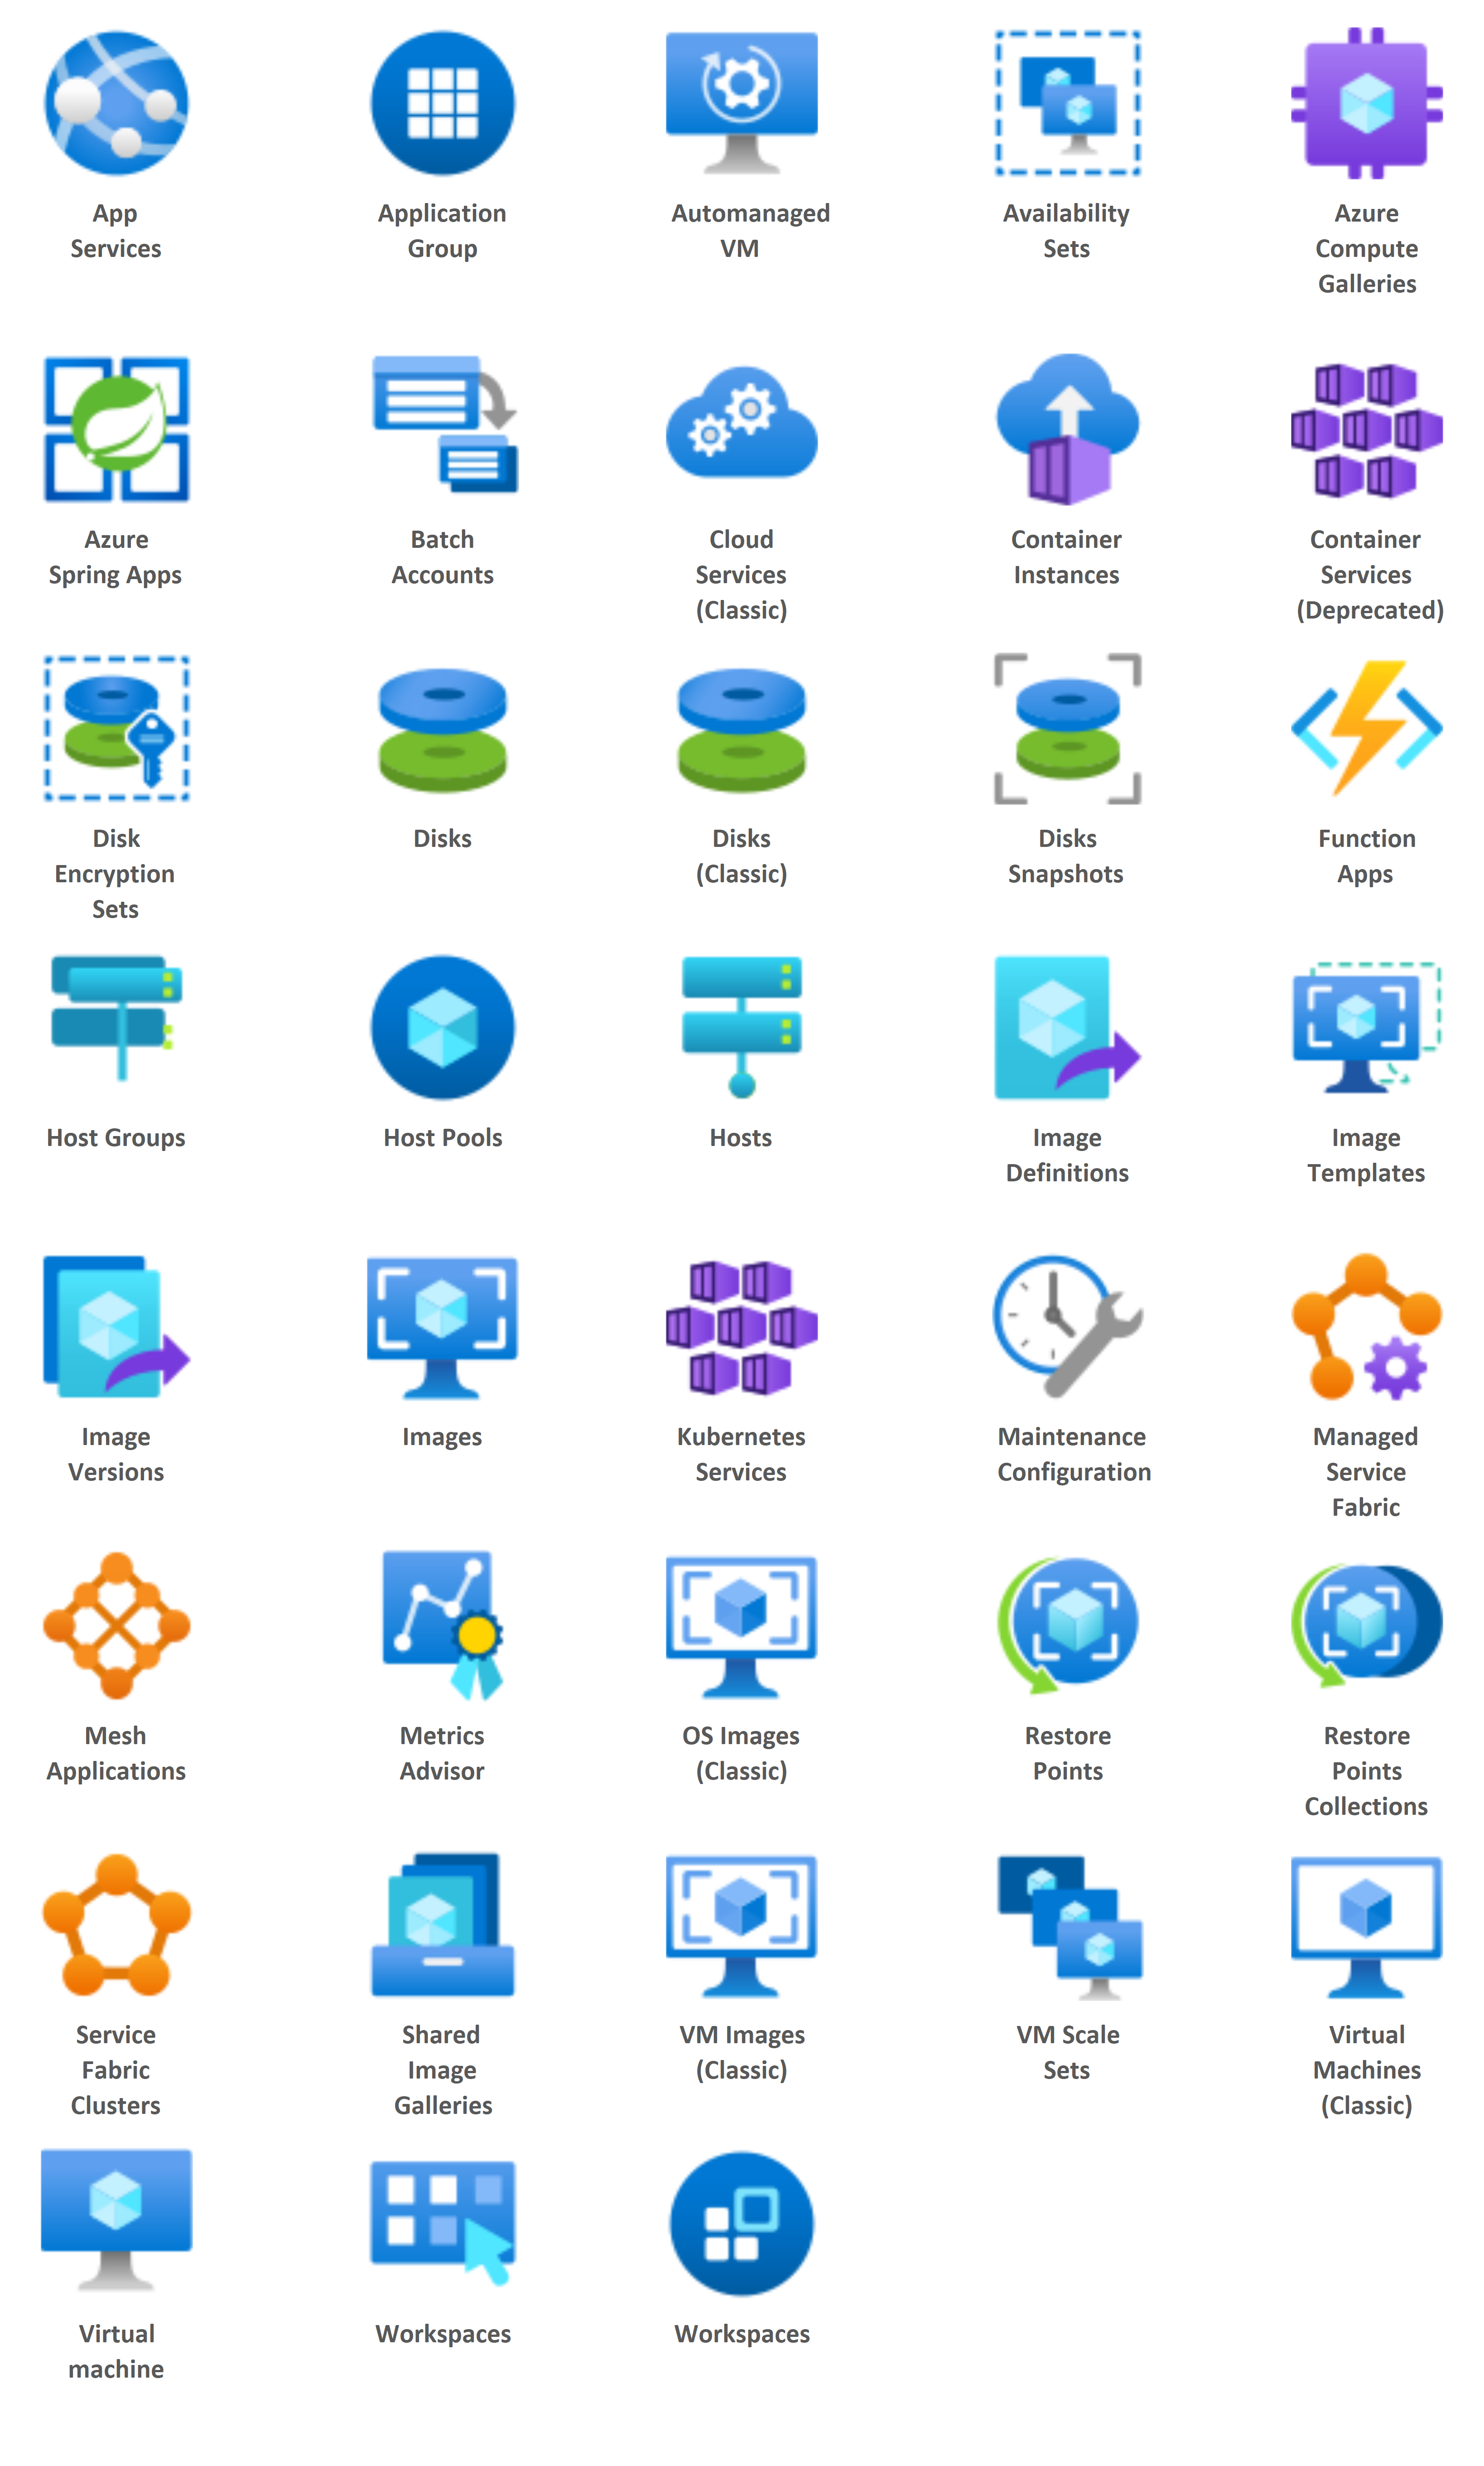 App
Services
Application
Group
Automanaged
VM
Availability
Sets
Azure
Compute
Galleries
Azure
Spring Apps
Batch
Accounts
Cloud
Services
(Classic)
Container
Instances
Container
Services
(Deprecated)
Disk
Encryption
Sets
Disks
Disks
(Classic)
Disks
Snapshots
Function
Apps
Host Groups
Host Pools
Hosts
Image
Definitions
Image
Templates
Image
Versions
Images
Kubernetes
Services
Maintenance
Configuration
Managed
Service
Fabric
Mesh
Applications
Metrics
Advisor
OS Images
(Classic)
Restore
Points
Restore
Points
Collections
Service
Fabric
Clusters
Shared
Image
Galleries
VM Images
(Classic)
VM Scale
Sets
Virtual
Machines
(Classic)
Virtual
machine
Workspaces
Workspaces